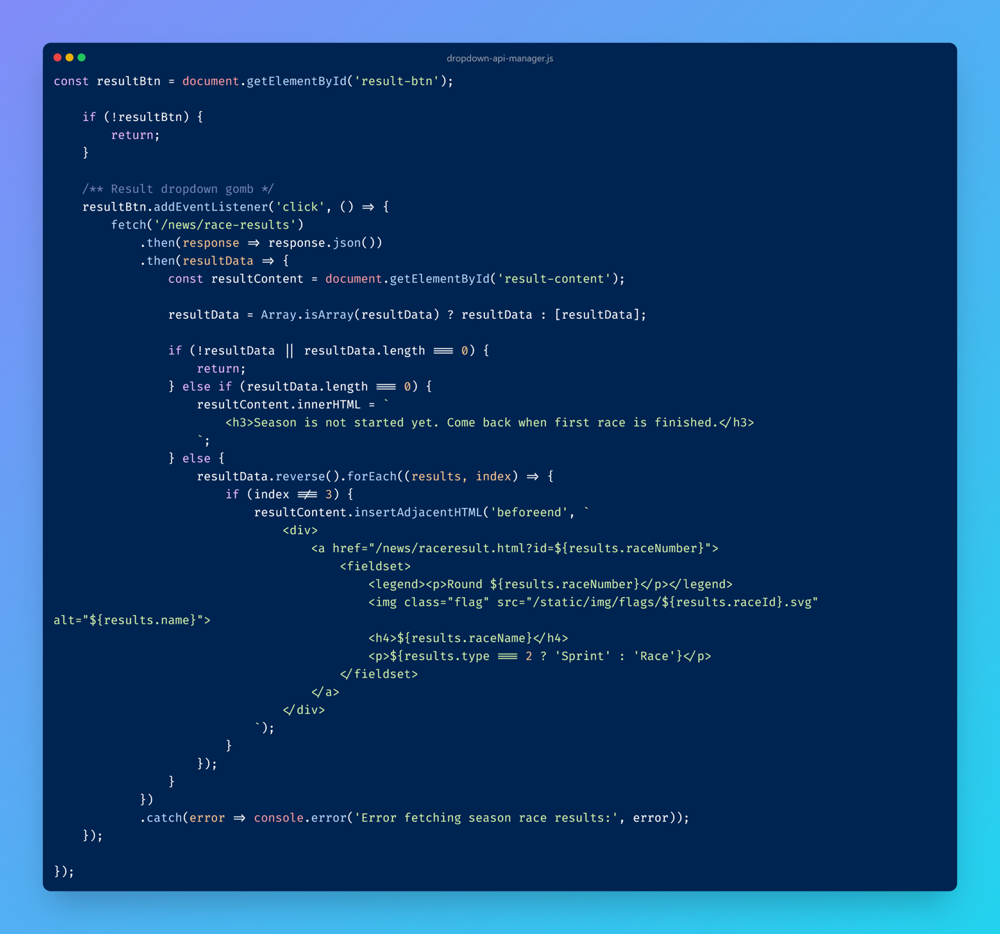 dropdown-api-manager.js
const resultBtn = document.getElementById('result-btn');

    if (!resultBtn) {
        return;
    }

    /** Result dropdown gomb */
    resultBtn.addEventListener('click', () => {
        fetch('/news/race-results')
            .then(response => response.json())
            .then(resultData => {
                const resultContent = document.getElementById('result-content');

                resultData = Array.isArray(resultData) ? resultData : [resultData];

                if (!resultData || resultData.length === 0) {
                    return;
                } else if (resultData.length === 0) {
                    resultContent.innerHTML = `
                        <h3>Season is not started yet. Come back when first race is finished.</h3>
                    `;
                } else {
                    resultData.reverse().forEach((results, index) => {
                        if (index !== 3) {
                            resultContent.insertAdjacentHTML('beforeend', `
                                <div>
                                    <a href="/news/raceresult.html?id=${results.raceNumber}">
                                        <fieldset>
                                            <legend><p>Round ${results.raceNumber}</p></legend>
                                            <img class="flag" src="/static/img/flags/${results.raceId}.svg"
alt="${results.name}">
                                            <h4>${results.raceName}</h4>
                                            <p>${results.type === 2 ? 'Sprint' : 'Race'}</p>
                                        </fieldset>
                                    </a>
                                </div>
                            `);
                        }
                    });
                }
            })
            .catch(error => console.error('Error fetching season race results:', error));
    });

});